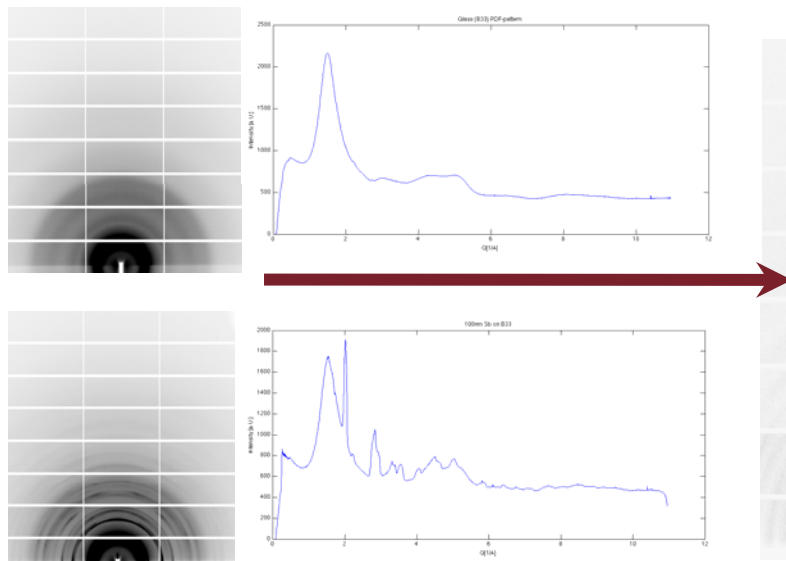 Glass (B33) PDF-pattern
Intensity [a.U.]
2500
2000
1500
1000
500
0
0 2 4 6 8 10 12
Q[1/A]
100nm Sb on B33
Intensity [a.U.]
2000
1800
1600
1400
1200
1000
800
600
400
200
0
0 2 4 6 8 10 12
Q[1/A]